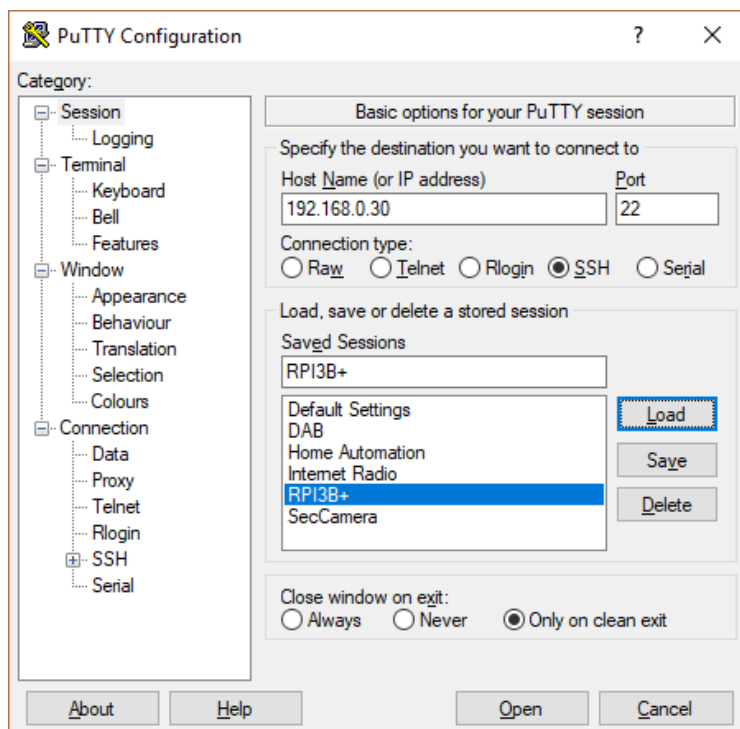 PuTTY Configuration
? ×
Category:
Session
Logging
Terminal
Keyboard
Bell
Features
Window
Appearance
Behaviour
Translation
Selection
Colours
Connection
Data
Proxy
Telnet
Rlogin
SSH
Serial
Basic options for your PuTTY session
Specify the destination you want to connect to
Host Name (or IP address) Port
192.168.0.30 22
Connection type:
Raw Telnet Rlogin SSH Serial
Load, save or delete a stored session
Saved Sessions
RPI3B+
Default Settings
DAB
Home Automation
Internet Radio
RPI3B+
SecCamera
Load
Save
Delete
Close window on exit:
Always Never Only on clean exit
About Help Open Cancel